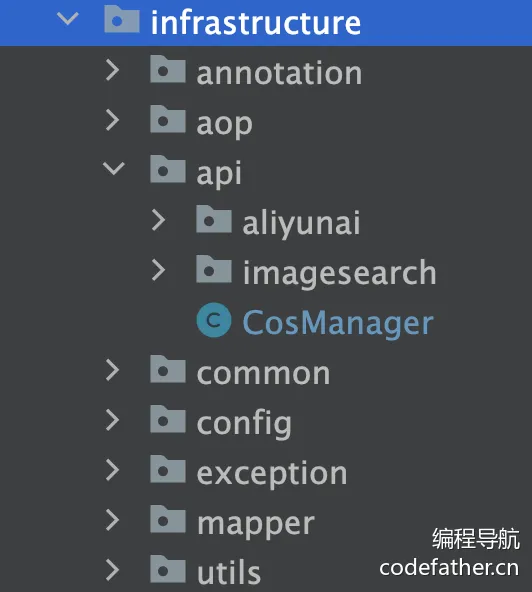 infrastructure
annotation
aop
api
aliyunai
imagesearch
C CosManager
common
config
exception
mapper
utils
编程导航
codefather.cn